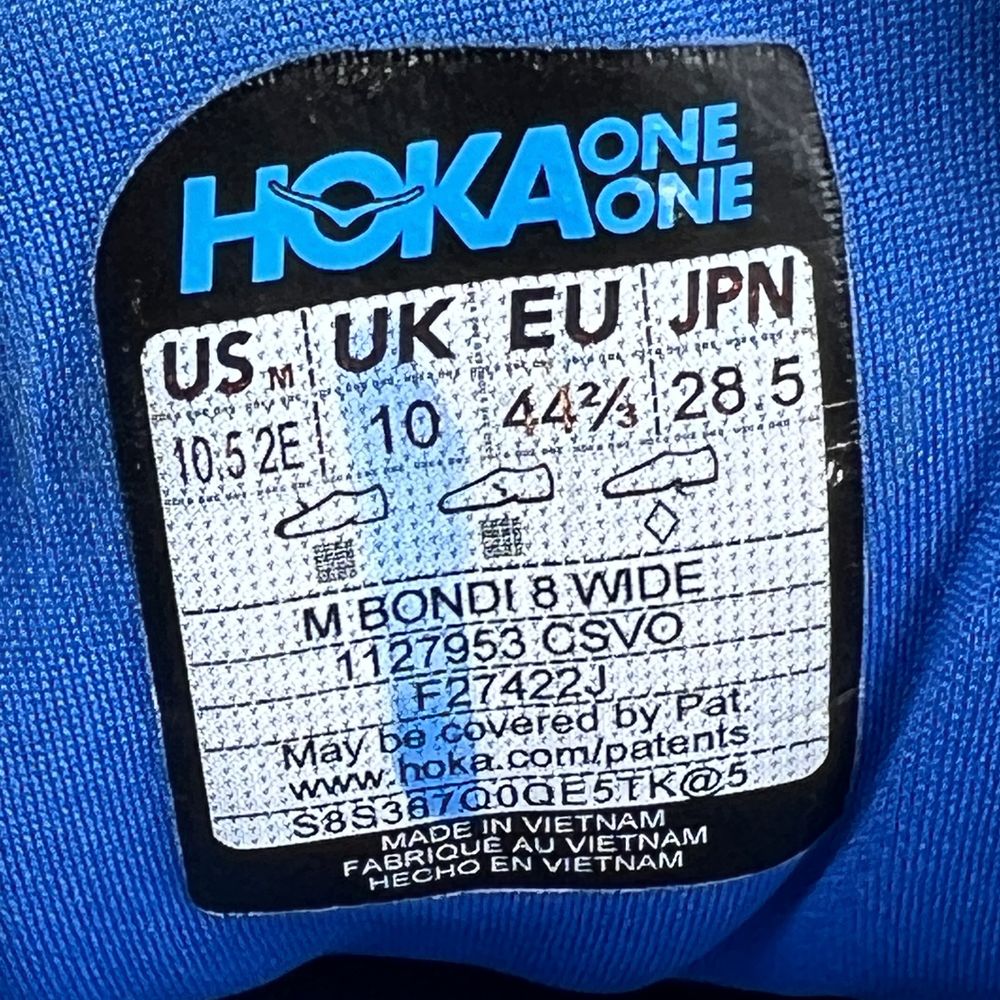 HOKA ONE ONE
US M UK EU JPN
10.5 2E 10 44 2/3 28.5
M BONDI 8 WIDE
1127953 CSVO
F27422J
May be covered by Pat.
www.hoka.com/patents
S8S367Q0QE5TK@5
MADE IN VIETNAM
FABRIQUE AU VIETNAM
HECHO EN VIETNAM